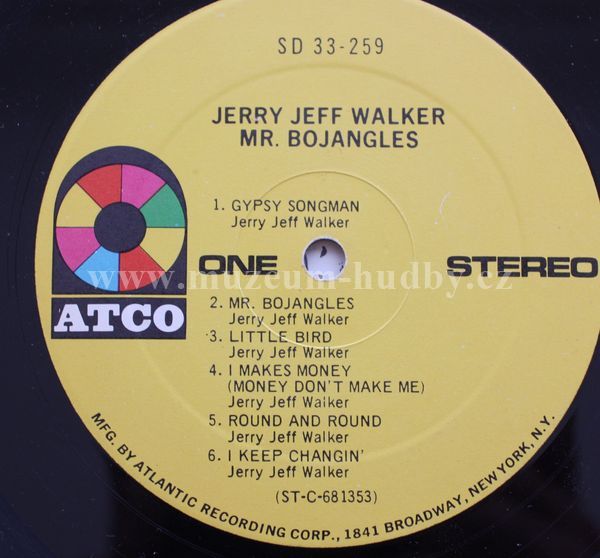 SD 33-259
JERRY JEFF WALKER
MR. BOJANGLES
1. GYPSY SONGMAN
Jerry Jeff Walker
ONE
STEREO
www.muzeum-hudby.cz
ATCO
2. MR. BOJANGLES
Jerry Jeff Walker
3. LITTLE BIRD
Jerry Jeff Walker
4. I MAKES MONEY
(MONEY DON'T MAKE ME)
Jerry Jeff Walker
5. ROUND AND ROUND
Jerry Jeff Walker
6. I KEEP CHANGIN'
Jerry Jeff Walker
(ST-C-681353)
MFG. BY ATLANTIC RECORDING CORP., 1841 BROADWAY, NEW YORK, N.Y.